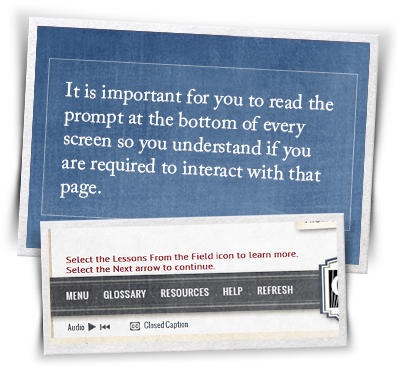 It is important for you to read the
prompt at the bottom of every
screen so you understand if you
are required to interact with that
page.
Select the Lessons From the Field icon to learn more.
Select the Next arrow to continue.
MENU GLOSSARY RESOURCES HELP REFRESH
Audio Closed Caption